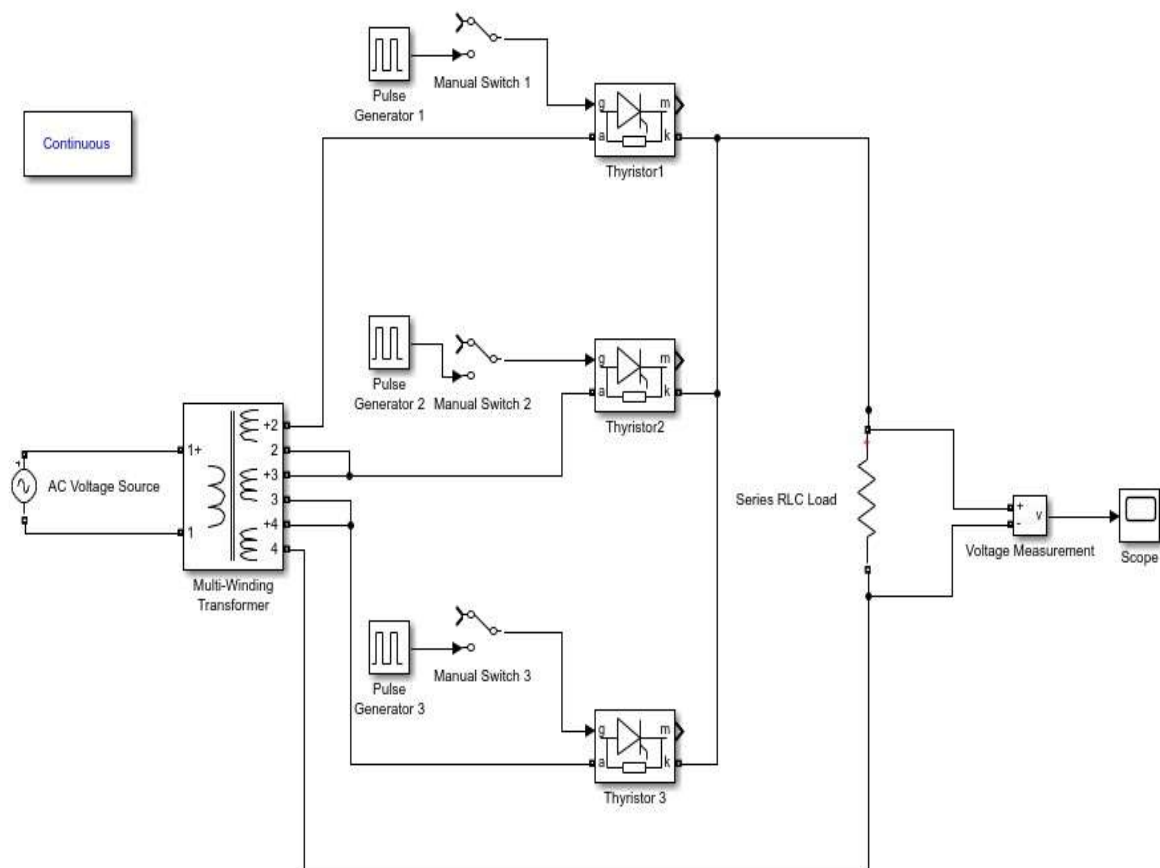 Continuous
Pulse
Generator 1
Manual Switch 1
g
m
a
k
Thyristor1
Pulse
Generator 2
Manual Switch 2
g
m
a
k
Thyristor2
AC Voltage Source
1+
1
+2
2
+3
3
+4
4
Multi-Winding
Transformer
Series RLC Load
+
-
v
Voltage Measurement
Scope
Pulse
Generator 3
Manual Switch 3
g
m
a
k
Thyristor 3